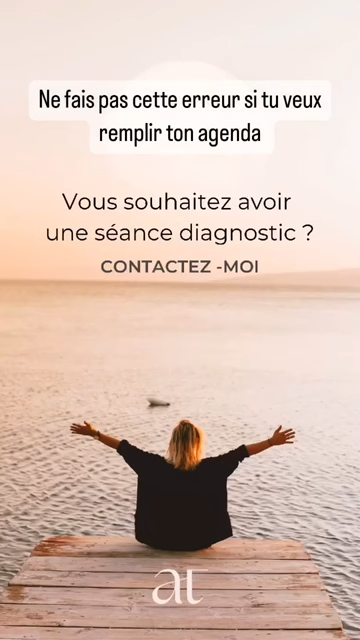 Ne fais pas cette erreur si tu veux
remplir ton agenda
Vous souhaitez avoir
une séance diagnostic ?
CONTACTEZ -MOI
at